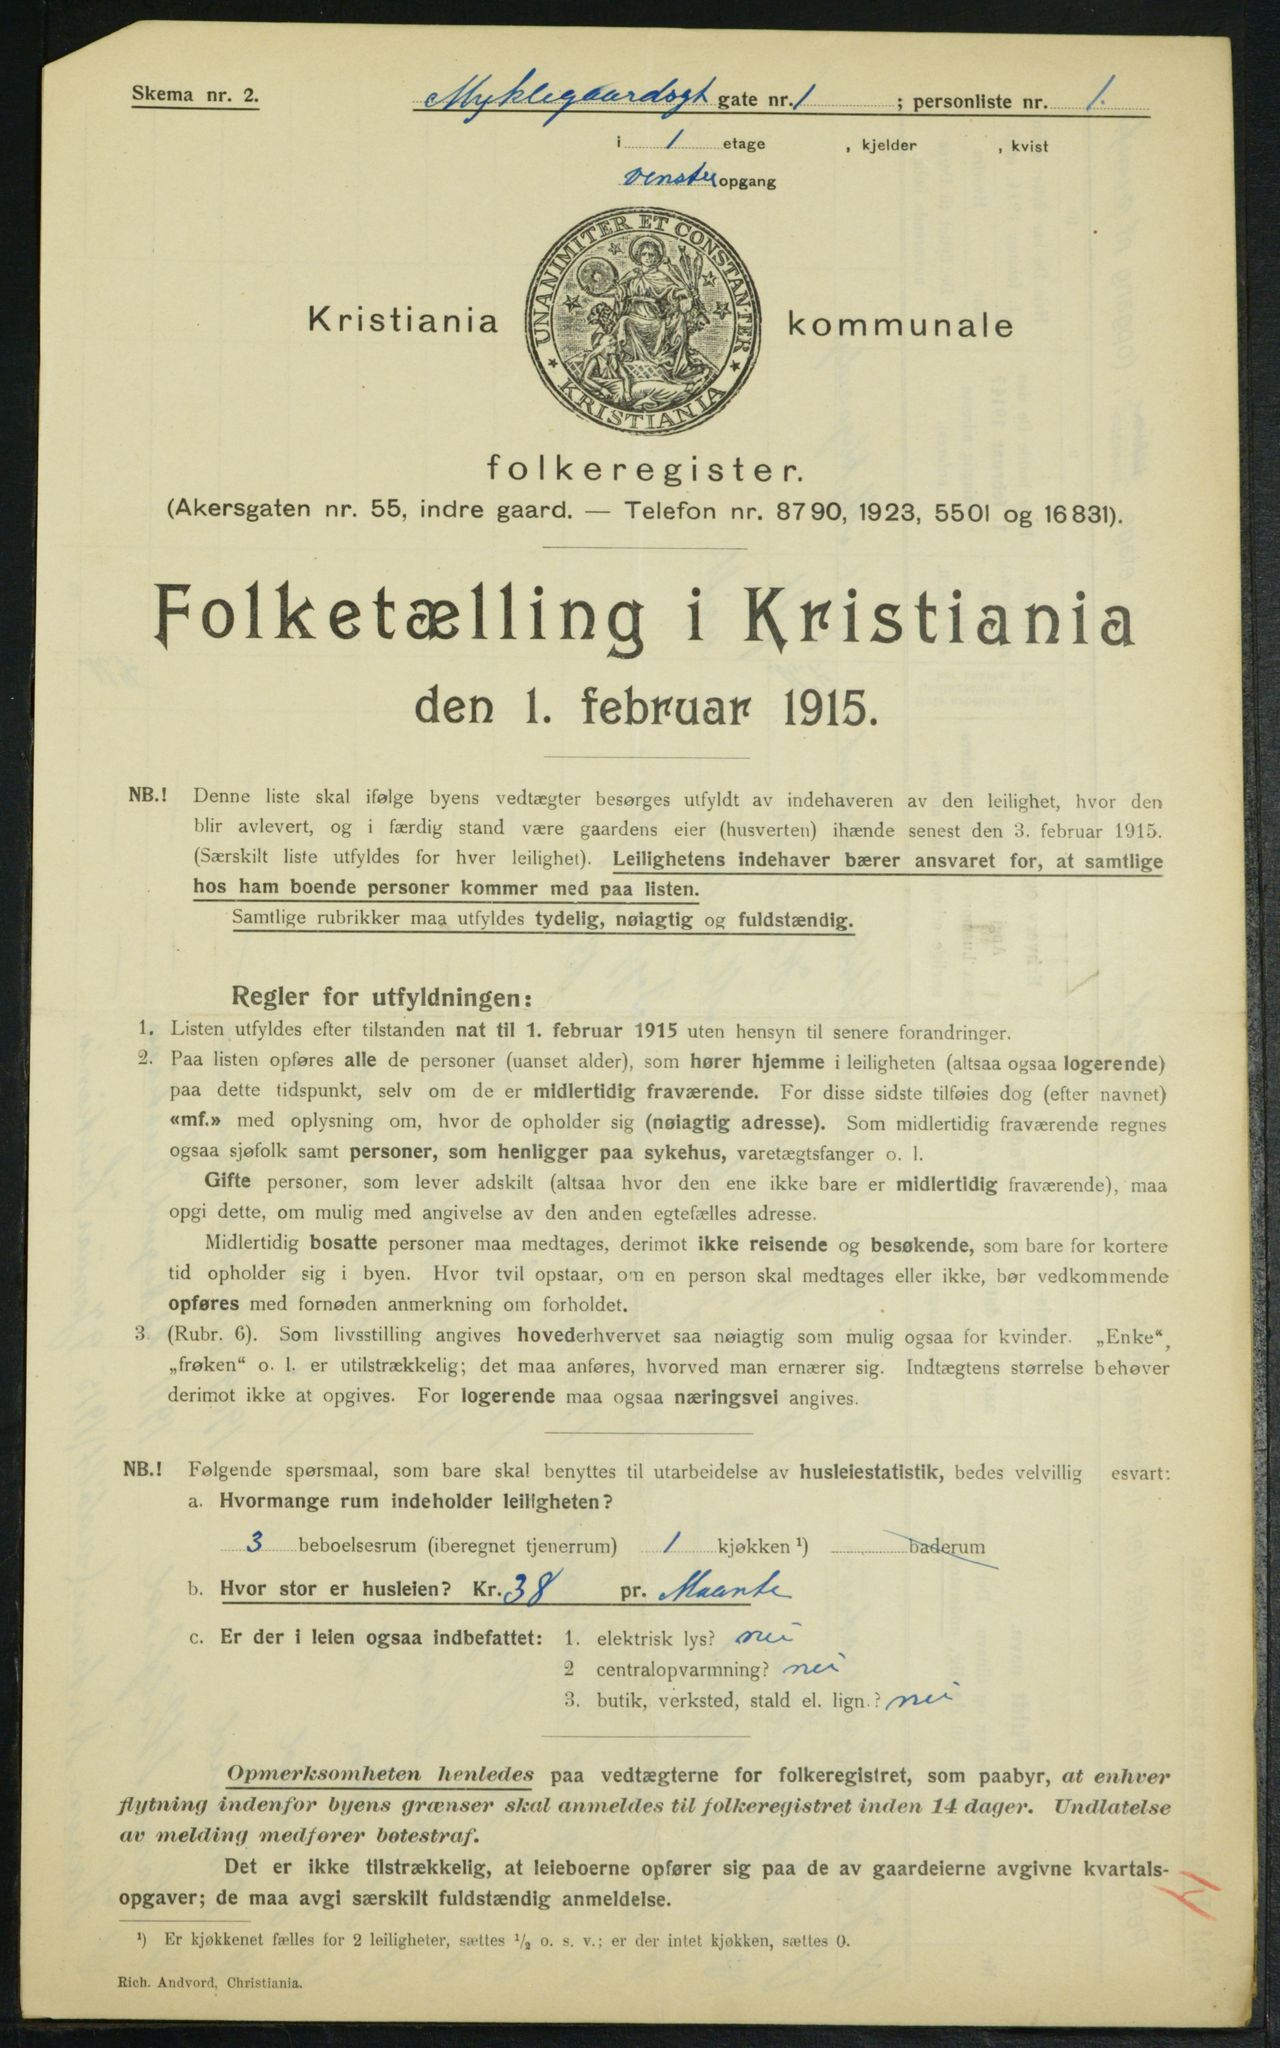 Skema nr. 2.
Myklegaardsgt gate nr. 1 ; personliste nr. 1.
i 1 etage , kjelder , kvist
venstre opgang
UNANIMITER ET CONSTANTER
KRISTIANIA
Kristiania kommunale
folkeregister.
(Akersgaten nr. 55, indre gaard. — Telefon nr. 8790, 1923, 5501 og 16831).
Folketælling i Kristiania
den 1. februar 1915.
NB.! Denne liste skal ifølge byens vedtægter besørges utfyldt av indehaveren av den leilighet, hvor den
blir avlevert, og i færdig stand være gaardens eier (husverten) ihænde senest den 3. februar 1915.
(Særskilt liste utfyldes for hver leilighet). Leilighetens indehaver bærer ansvaret for, at samtlige
hos ham boende personer kommer med paa listen.
Samtlige rubrikker maa utfyldes tydelig, nøiagtig og fuldstændig.
Regler for utfyldningen:
1. Listen utfyldes efter tilstanden nat til 1. februar 1915 uten hensyn til senere forandringer.
2. Paa listen opføres alle de personer (uanset alder), som hører hjemme i leiligheten (altsaa ogsaa logerende)
paa dette tidspunkt, selv om de er midlertidig fraværende. For disse sidste tilføies dog (efter navnet)
«mf.» med oplysning om, hvor de opholder sig (nøiagtig adresse). Som midlertidig fraværende regnes
ogsaa sjøfolk samt personer, som henligger paa sykehus, varetægtsfanger o. l.
Gifte personer, som lever adskilt (altsaa hvor den ene ikke bare er midlertidig fraværende), maa
opgi dette, om mulig med angivelse av den anden egtefælles adresse.
Midlertidig bosatte personer maa medtages, derimot ikke reisende og besøkende, som bare for kortere
tid opholder sig i byen. Hvor tvil opstaar, om en person skal medtages eller ikke, bør vedkommende
opføres med fornøden anmerkning om forholdet.
3. (Rubr. 6). Som livsstilling angives hovederhvervet saa nøiagtig som mulig ogsaa for kvinder. „Enke“,
„frøken“ o. l. er utilstrækkelig; det maa anføres, hvorved man ernærer sig. Indtægtens størrelse behøver
derimot ikke at opgives. For logerende maa ogsaa næringsvei angives.
NB.! Følgende spørsmaal, som bare skal benyttes til utarbeidelse av husleiestatistik, bedes velvillig esvart:
a. Hvormange rum indeholder leiligheten?
3 beboelsesrum (iberegnet tjenerrum) 1 kjøkken ¹) baderum
b. Hvor stor er husleien? Kr. 38 pr. Maante
c. Er der i leien ogsaa indbefattet: 1. elektrisk lys? nei
2 centralopvarmning? nei
3. butik, verksted, stald el. lign.? nei
Opmerksomheten henledes paa vedtægterne for folkeregistret, som paabyr, at enhver
flytning indenfor byens grænser skal anmeldes til folkeregistret inden 14 dager. Undlatelse
av melding medfører bøtestraf.
Det er ikke tilstrækkelig, at leieboerne opfører sig paa de av gaardeierne avgivne kvartals-
opgaver; de maa avgi særskilt fuldstændig anmeldelse.
¹) Er kjøkkenet fælles for 2 leiligheter, sættes ½ o. s. v.; er der intet kjøkken, sættes 0.
Rich. Andvord, Christiania.